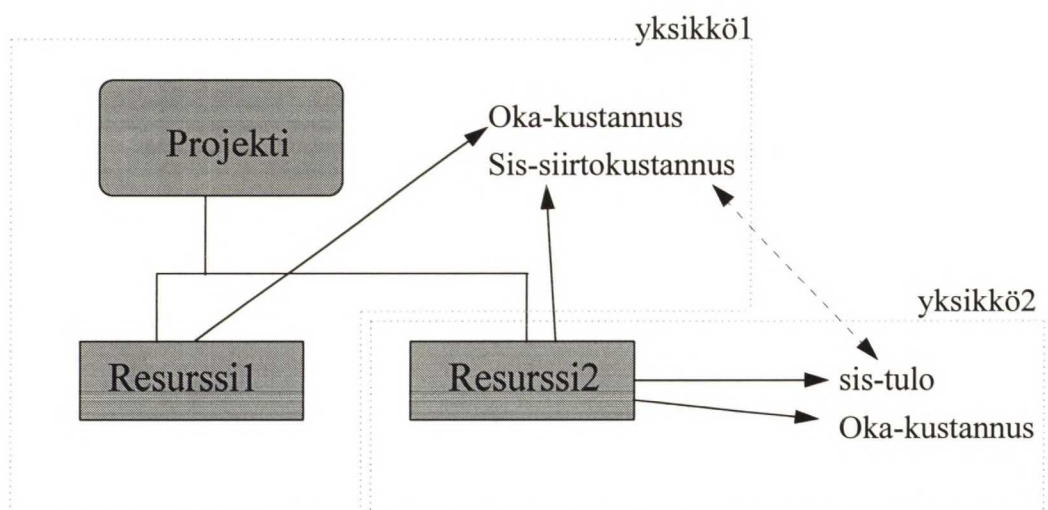 yksikkö1
Projekti
Oka-kustannus
Sis-siirtokustannus
yksikkö2
Resurssi1
Resurssi2
sis-tulo
Oka-kustannus